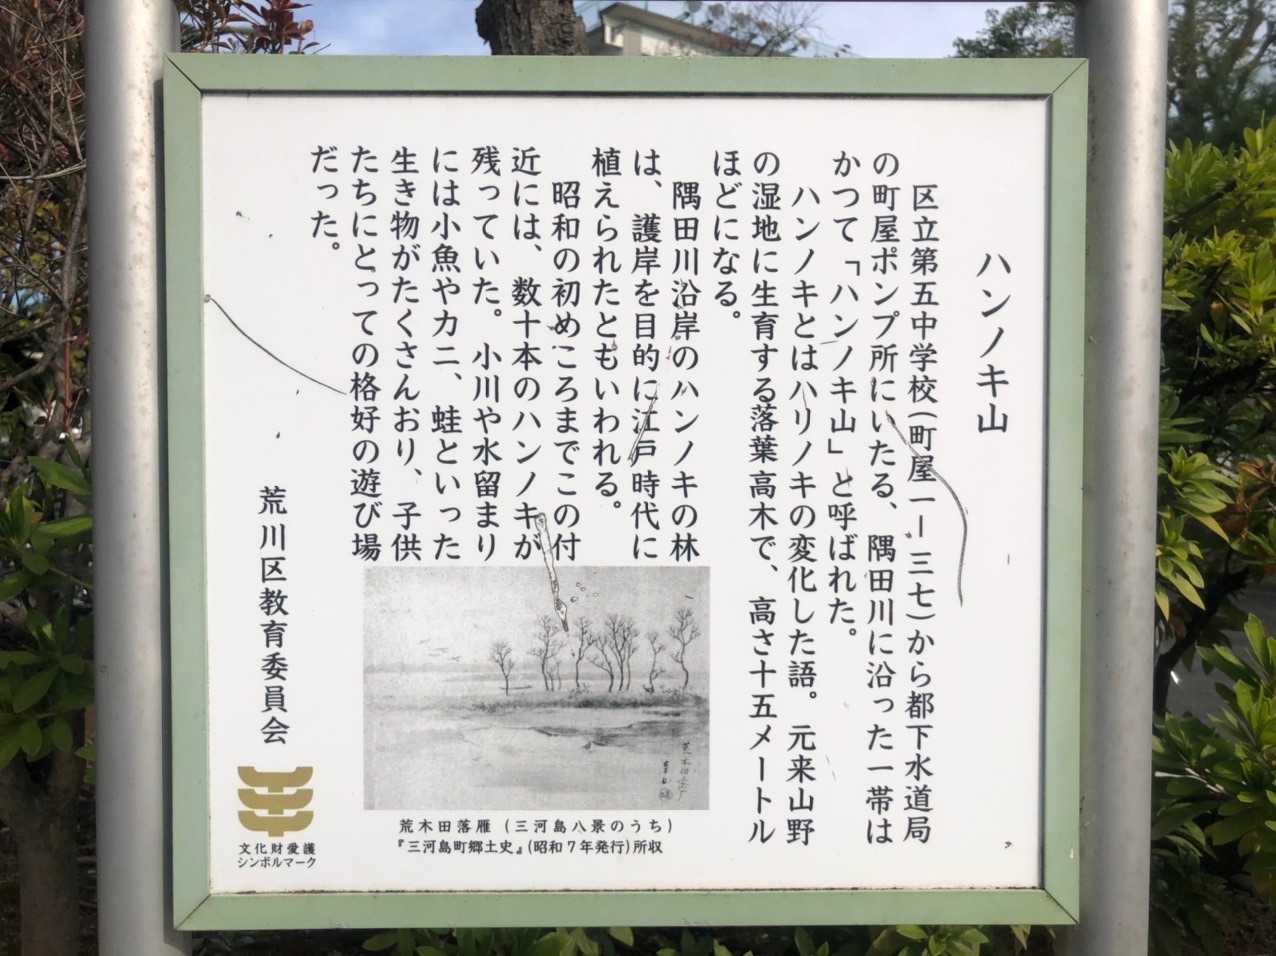 ハンノキ山
区立第五中学校(町屋一ー三七)から都下水道局
の町屋ポンプ所にいたる、隅田川に沿った一帯は
かつて「ハンノキ山」と呼ばれた。
ハンノキとはハリノキの変化した語。元来山野
の湿地に生育する落葉高木で、高さ十五メートル
ほどになる。
隅田川沿岸のハンノキの林
は、護岸を目的に江戸時代に
植えられたともいわれる。
昭和の初めころまでこの付
近には、数十本のハンノキが
残っていた。小川や水留まり
には小魚やカニ、蛙といった
生き物がたくさんおり、子供
たちにとっての格好の遊び場
だった。
荒川区教育委員会
荒木田落雁(三河島八景のうち)
『三河島町郷土史』(昭和7年発行)所収
文化財愛護
シンボルマーク